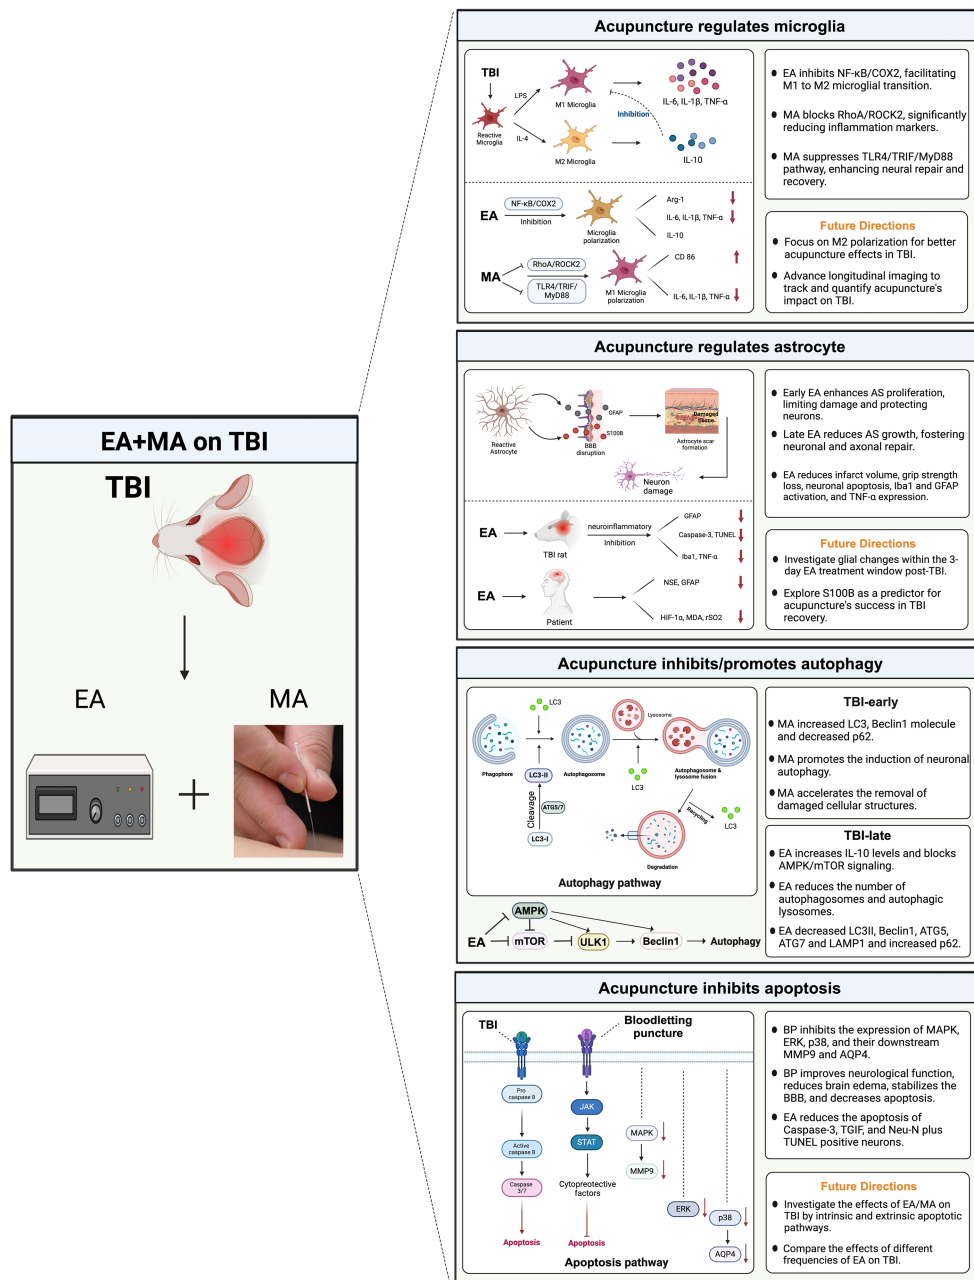 EA+MA on TBI
TBI
EA
MA
Acupuncture regulates microglia
TBI
LPS
IL-4
Reactive
Microglia
M1 Microglia
M2 Microglia
IL-6, IL-1β, TNF-α
Inhibition
IL-10
EA
NF-κB/COX2
Inhibition
Microglia
polarization
Arg-1
IL-6, IL-1β, TNF-α
IL-10
MA
RhoA/ROCK2
TLR4/TRIF/
MyD88
M1 Microglia
polarization
CD 86
IL-6, IL-1β, TNF-α
● EA inhibits NF-κB/COX2, facilitating
M1 to M2 microglial transition.
● MA blocks RhoA/ROCK2, significantly
reducing inflammation markers.
● MA suppresses TLR4/TRIF/MyD88
pathway, enhancing neural repair and
recovery.
Future Directions
● Focus on M2 polarization for better
acupuncture effects in TBI.
● Advance longitudinal imaging to
track and quantify acupuncture's
impact on TBI.
Acupuncture regulates astrocyte
Reactive
Astrocyte
GFAP
S100B
BBB
disruption
Damaged
tissue
Astrocyte scar
formation
Neuron
damage
EA
TBI rat
neuroinflammatory
Inhibition
GFAP
Caspase-3, TUNEL
Iba1, TNF-α
EA
Patient
NSE, GFAP
HIF-1α, MDA, rSO2
● Early EA enhances AS proliferation,
limiting damage and protecting
neurons.
● Late EA reduces AS growth, fostering
neuronal and axonal repair.
● EA reduces infarct volume, grip strength
loss, neuronal apoptosis, Iba1 and GFAP
activation, and TNF-α expression.
Future Directions
● Investigate glial changes within the 3-
day EA treatment window post-TBI.
● Explore S100B as a predictor for
acupuncture's success in TBI
recovery.
Acupuncture inhibits/promotes autophagy
LC3
Lysosome
Phagophore
LC3-II
Autophagosome
LC3
Autophagosome &
lysosome fusion
Cleavage
ATG5/7
LC3-I
Recycling
LC3
Degradation
Autophagy pathway
EA
AMPK
mTOR
ULK1
Beclin1
Autophagy
TBI-early
● MA increased LC3, Beclin1 molecule
and decreased p62.
● MA promotes the induction of neuronal
autophagy.
● MA accelerates the removal of
damaged cellular structures.
TBI-late
● EA increases IL-10 levels and blocks
AMPK/mTOR signaling.
● EA reduces the number of
autophagosomes and autophagic
lysosomes.
● EA decreased LC3II, Beclin1, ATG5,
ATG7 and LAMP1 and increased p62.
Acupuncture inhibits apoptosis
TBI
Bloodletting
puncture
Pro
caspase 8
Active
caspase 8
Caspase
3/7
Apoptosis
JAK
STAT
Cytopreotective
factors
Apoptosis
MAPK
MMP9
ERK
p38
AQP4
Apoptosis pathway
● BP inhibits the expression of MAPK,
ERK, p38, and their downstream
MMP9 and AQP4.
● BP improves neurological function,
reduces brain edema, stabilizes the
BBB, and decreases apoptosis.
● EA reduces the apoptosis of
Caspase-3, TGIF, and Neu-N plus
TUNEL positive neurons.
Future Directions
● Investigate the effects of EA/MA on
TBI by intrinsic and extrinsic apoptotic
pathways.
● Compare the effects of different
frequencies of EA on TBI.